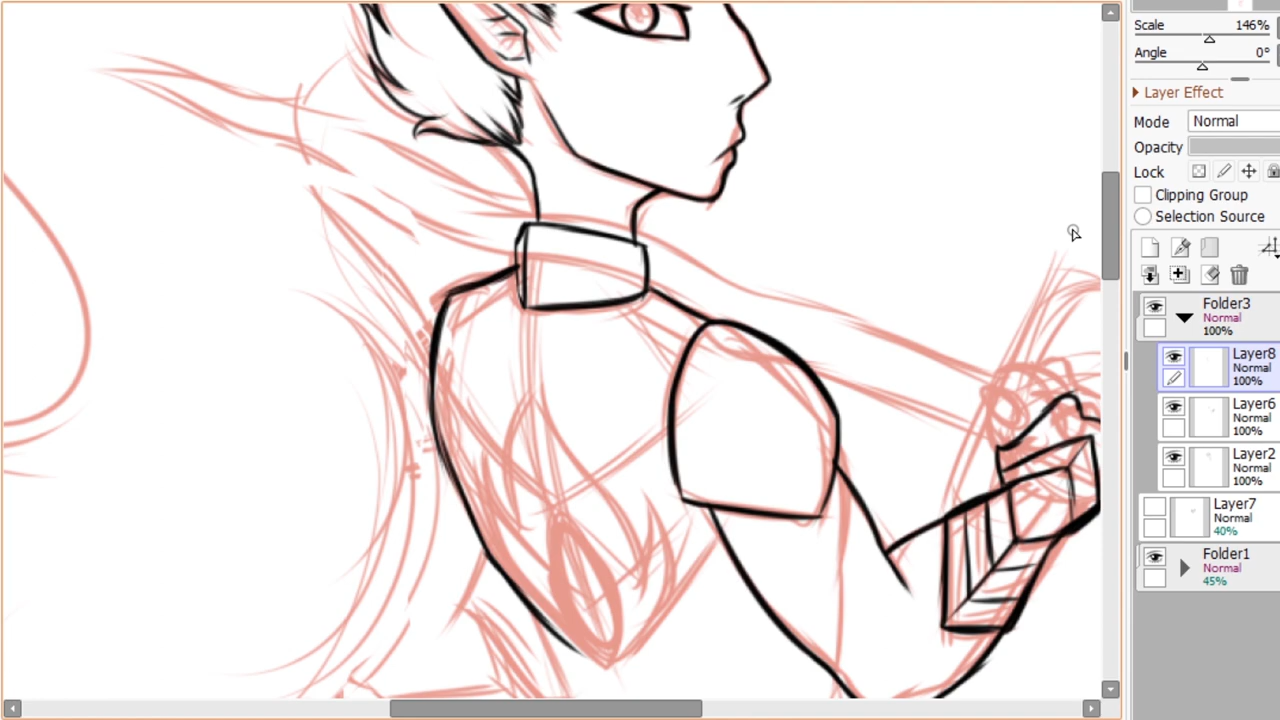 Scale 146%
Angle 0°
Layer Effect
Mode Normal
Opacity
Lock
Clipping Group
Selection Source
Folder3
Normal
100%
Layer8
Normal
100%
Layer6
Normal
100%
Layer2
Normal
100%
Layer7
Normal
40%
Folder1
Normal
45%